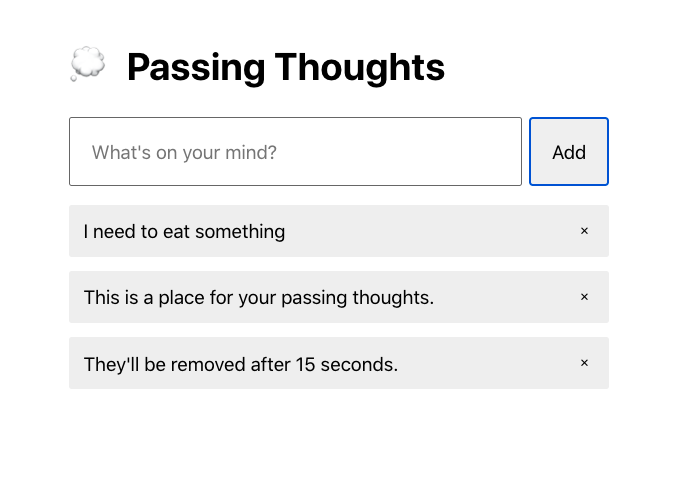 💭 Passing Thoughts
What's on your mind?
Add
I need to eat something ×
This is a place for your passing thoughts. ×
They'll be removed after 15 seconds. ×